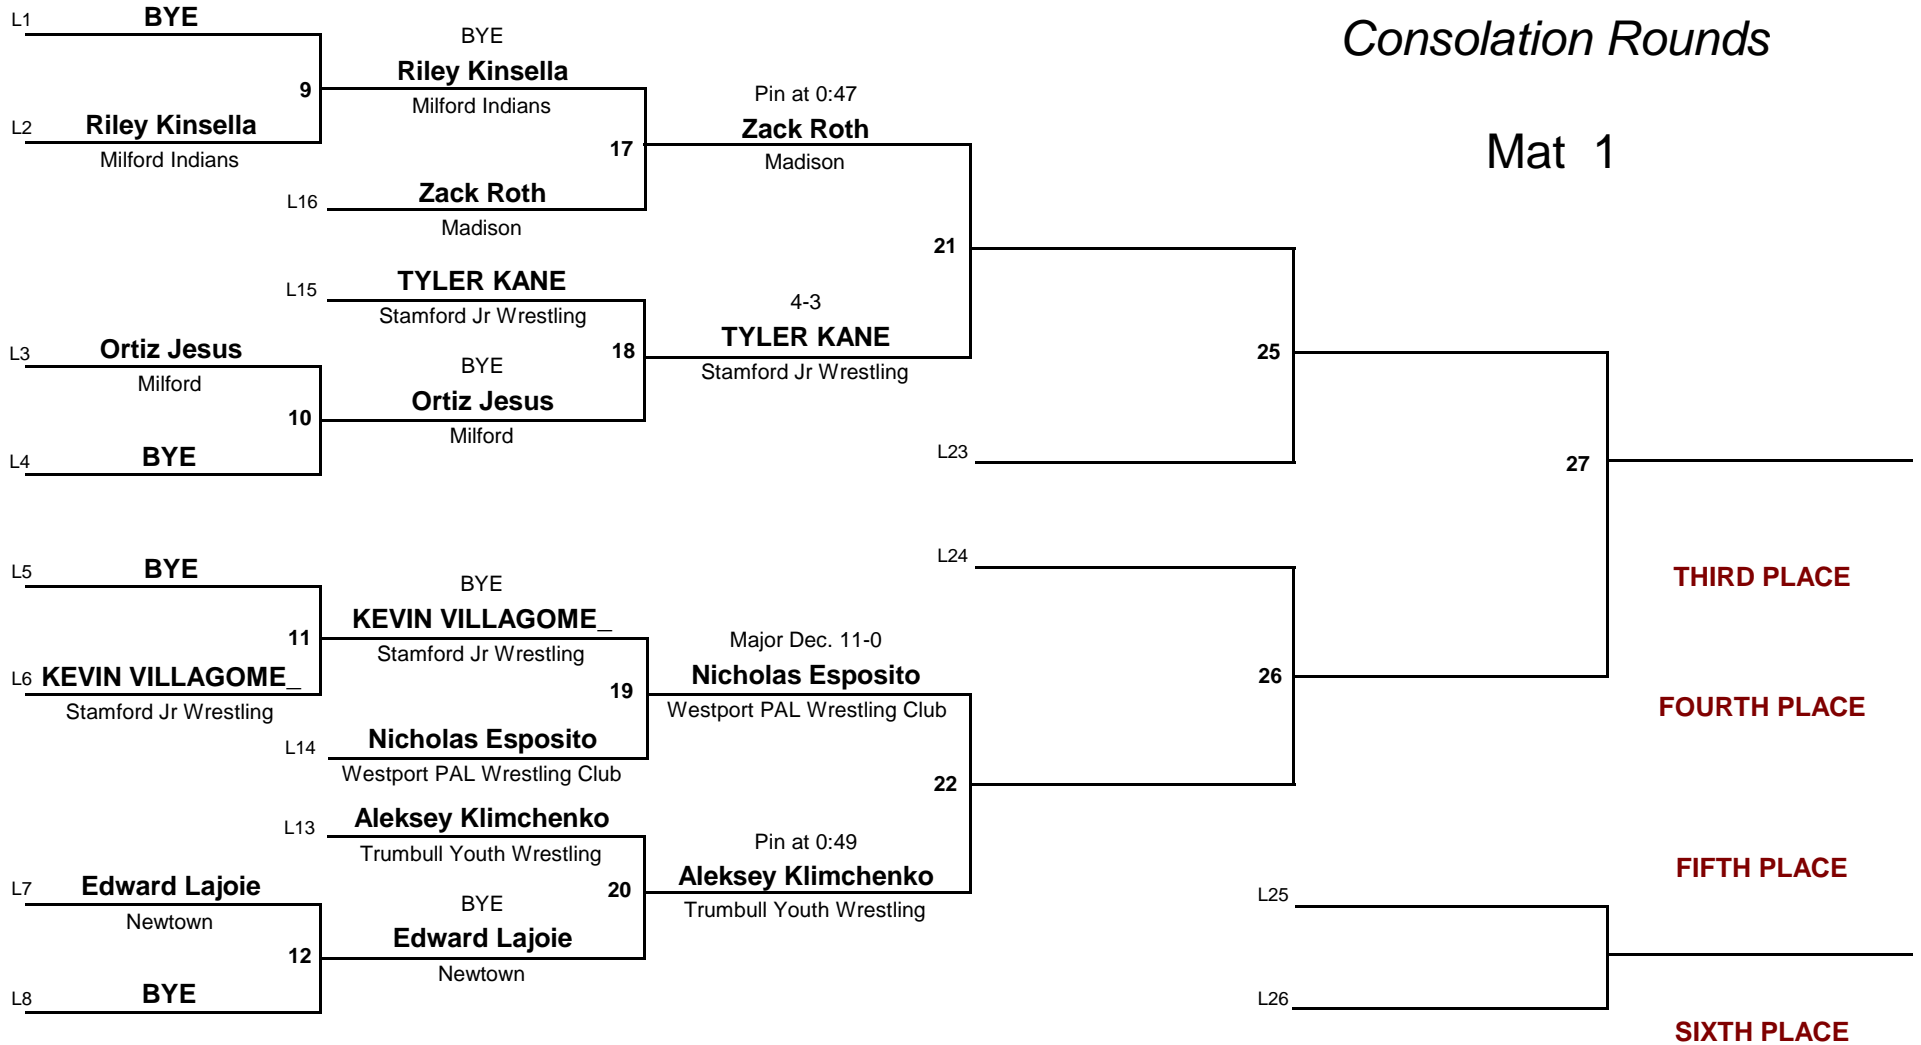 Consolation Rounds
Mat 1
L1
BYE
9
L2
Riley Kinsella
Milford Indians
BYE
Riley Kinsella
Milford Indians
17
L16
Zack Roth
Madison
Pin at 0:47
Zack Roth
Madison
21
L15
TYLER KANE
Stamford Jr Wrestling
18
4-3
TYLER KANE
Stamford Jr Wrestling
L3
Ortiz Jesus
Milford
10
BYE
Ortiz Jesus
Milford
L4
BYE
25
L23
27
L5
BYE
11
L6
KEVIN VILLAGOME_
Stamford Jr Wrestling
BYE
KEVIN VILLAGOME_
Stamford Jr Wrestling
19
L14
Nicholas Esposito
Westport PAL Wrestling Club
Major Dec. 11-0
Nicholas Esposito
Westport PAL Wrestling Club
22
L24
26
L13
Aleksey Klimchenko
Trumbull Youth Wrestling
20
Pin at 0:49
Aleksey Klimchenko
Trumbull Youth Wrestling
L7
Edward Lajoie
Newtown
12
BYE
Edward Lajoie
Newtown
L8
BYE
L25
L26
THIRD PLACE
FOURTH PLACE
FIFTH PLACE
SIXTH PLACE